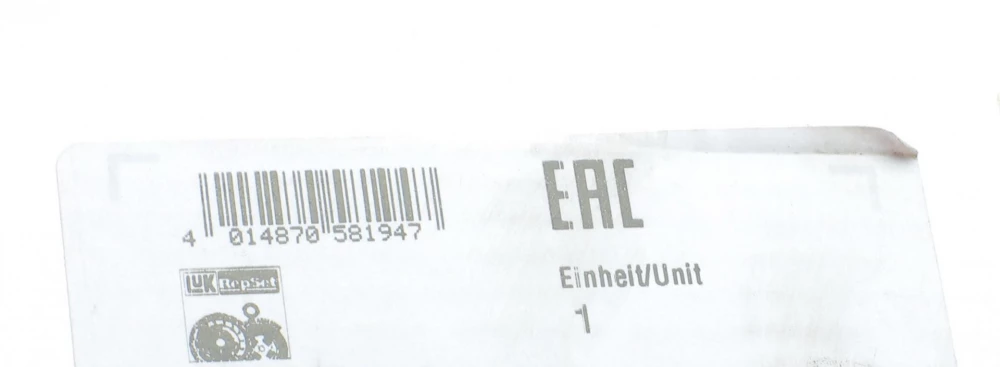 4 014870 581947
EAC
LUK RepSet
Einheit/Unit
1